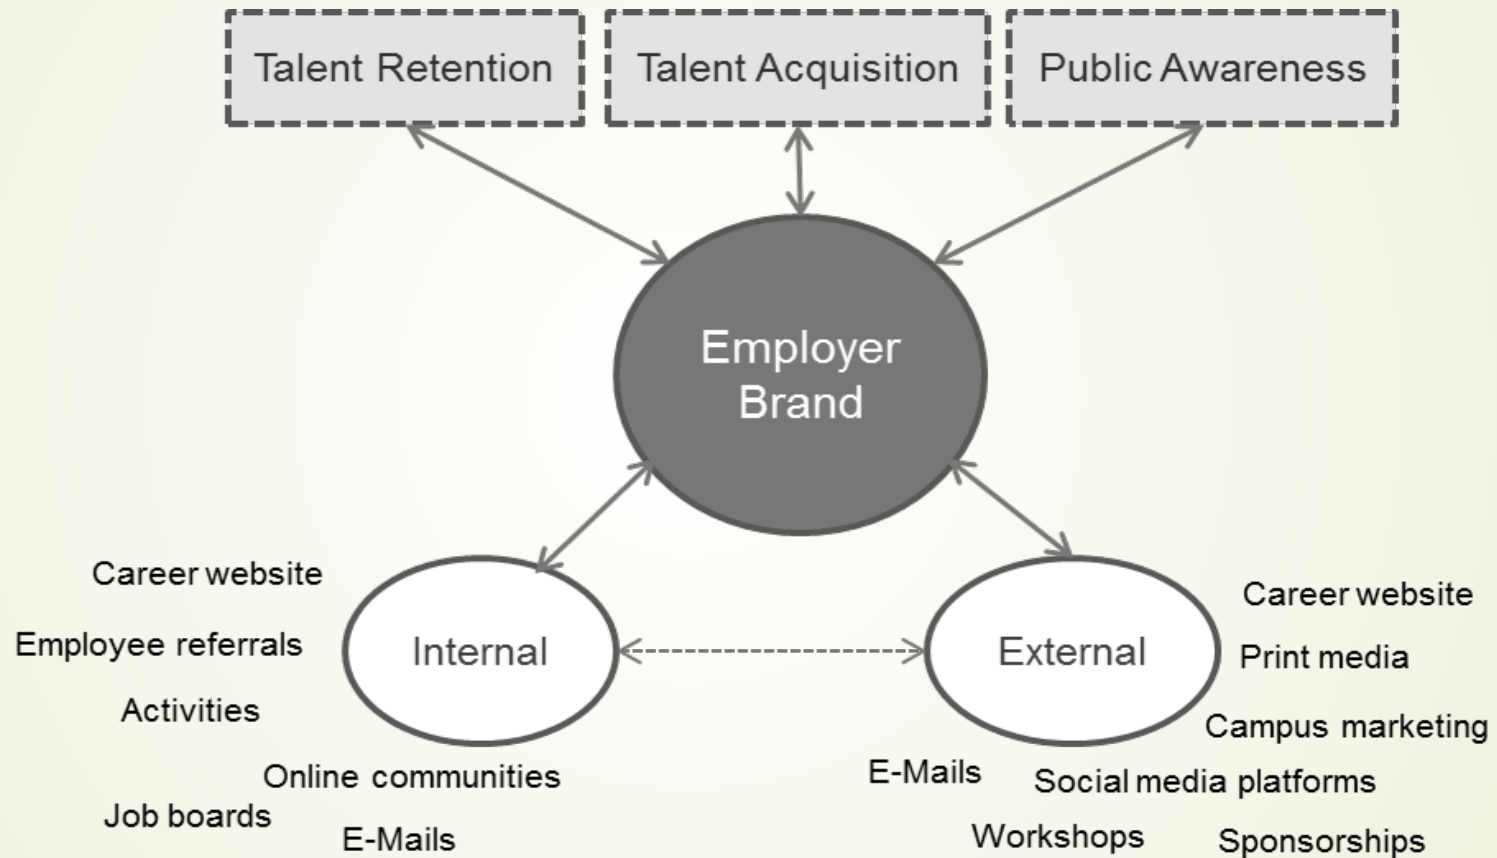 Talent Retention
Talent Acquisition
Public Awareness
Employer
Brand
Internal
External
Career website
Employee referrals
Activities
Online communities
Job boards
E-Mails
Career website
Print media
Campus marketing
E-Mails
Social media platforms
Workshops
Sponsorships